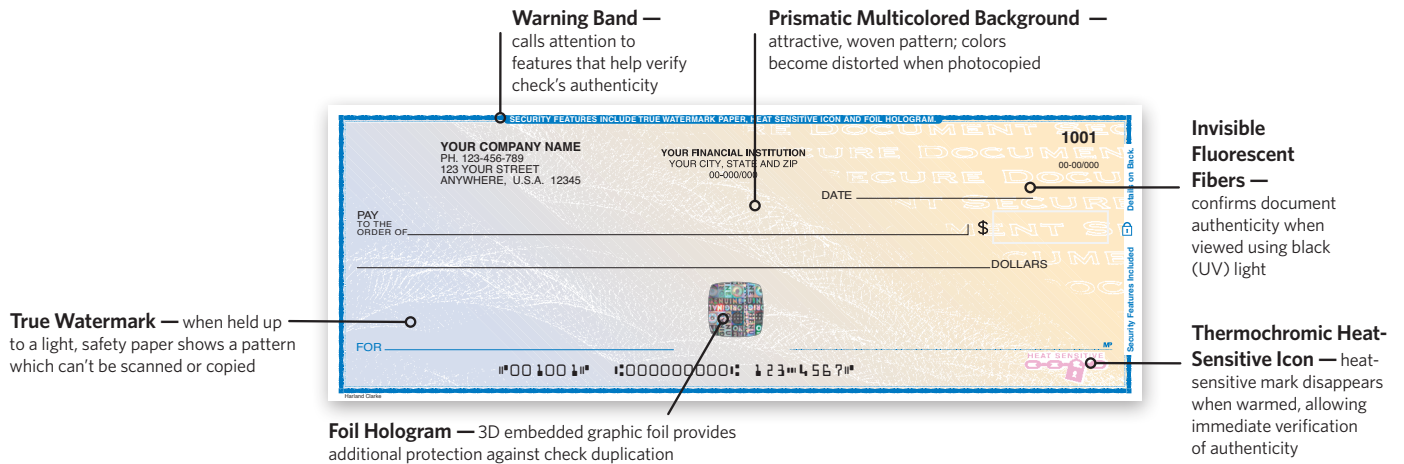 Warning Band —
calls attention to
features that help verify
check's authenticity
Prismatic Multicolored Background —
attractive, woven pattern; colors
become distorted when photocopied
SECURITY FEATURES INCLUDE TRUE WATERMARK PAPER, HEAT SENSITIVE ICON AND FOIL HOLOGRAM.
YOUR COMPANY NAME
PH. 123-456-789
123 YOUR STREET
ANYWHERE, U.S.A. 12345
YOUR FINANCIAL INSTITUTION
YOUR CITY, STATE AND ZIP
00-000/000
1001
00-00/000
DATE
PAY
TO THE
ORDER OF
$
DOLLARS
FOR
MP
HEAT SENSITIVE
⑈001001⑈ ⑆000000000⑆ 123⑉4567⑈
Harland Clarke
Security Features Included Details on Back.
Invisible
Fluorescent
Fibers —
confirms document
authenticity when
viewed using black
(UV) light
True Watermark — when held up
to a light, safety paper shows a pattern
which can't be scanned or copied
Thermochromic Heat-
Sensitive Icon — heat-
sensitive mark disappears
when warmed, allowing
immediate verification
of authenticity
Foil Hologram — 3D embedded graphic foil provides
additional protection against check duplication